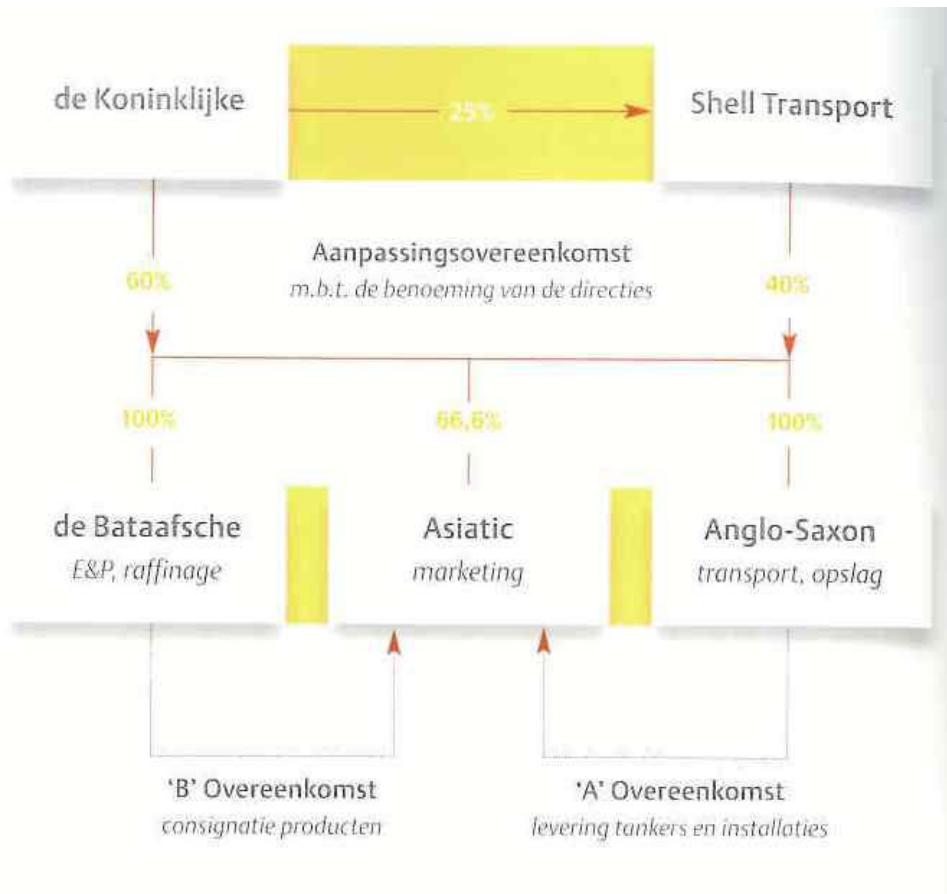 de Koninklijke
25%
Shell Transport
Aanpassingsovereenkomst
m.b.t. de benoeming van de directies
60%
40%
100%
66,6%
100%
de Bataafsche
E&P, raffinage
Asiatic
marketing
Anglo-Saxon
transport, opslag
'B' Overeenkomst
consignatie producten
'A' Overeenkomst
levering tankers en installaties